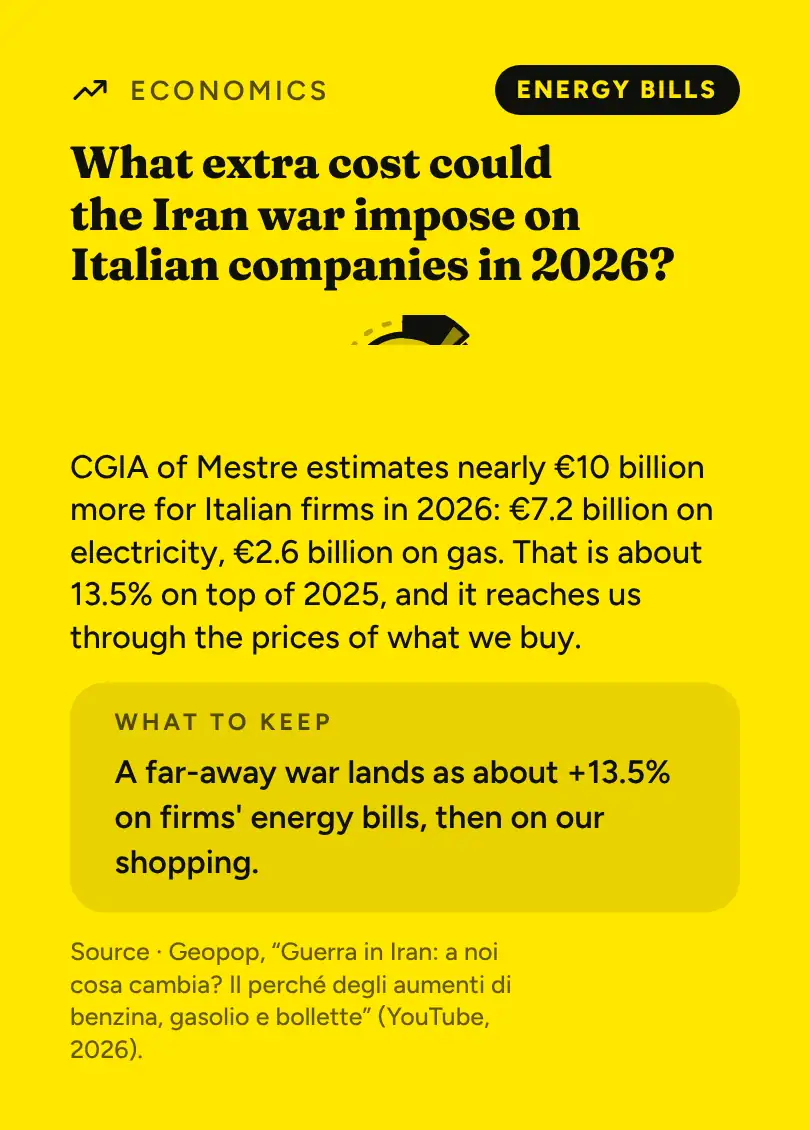 ECONOMICS
ENERGY BILLS
What extra cost could
the Iran war impose on
Italian companies in 2026?
CGIA of Mestre estimates nearly €10 billion
more for Italian firms in 2026: €7.2 billion on
electricity, €2.6 billion on gas. That is about
13.5% on top of 2025, and it reaches us
through the prices of what we buy.
WHAT TO KEEP
A far-away war lands as about +13.5%
on firms' energy bills, then on our
shopping.
Source · Geopop, “Guerra in Iran: a noi
cosa cambia? Il perché degli aumenti di
benzina, gasolio e bollette” (YouTube,
2026).